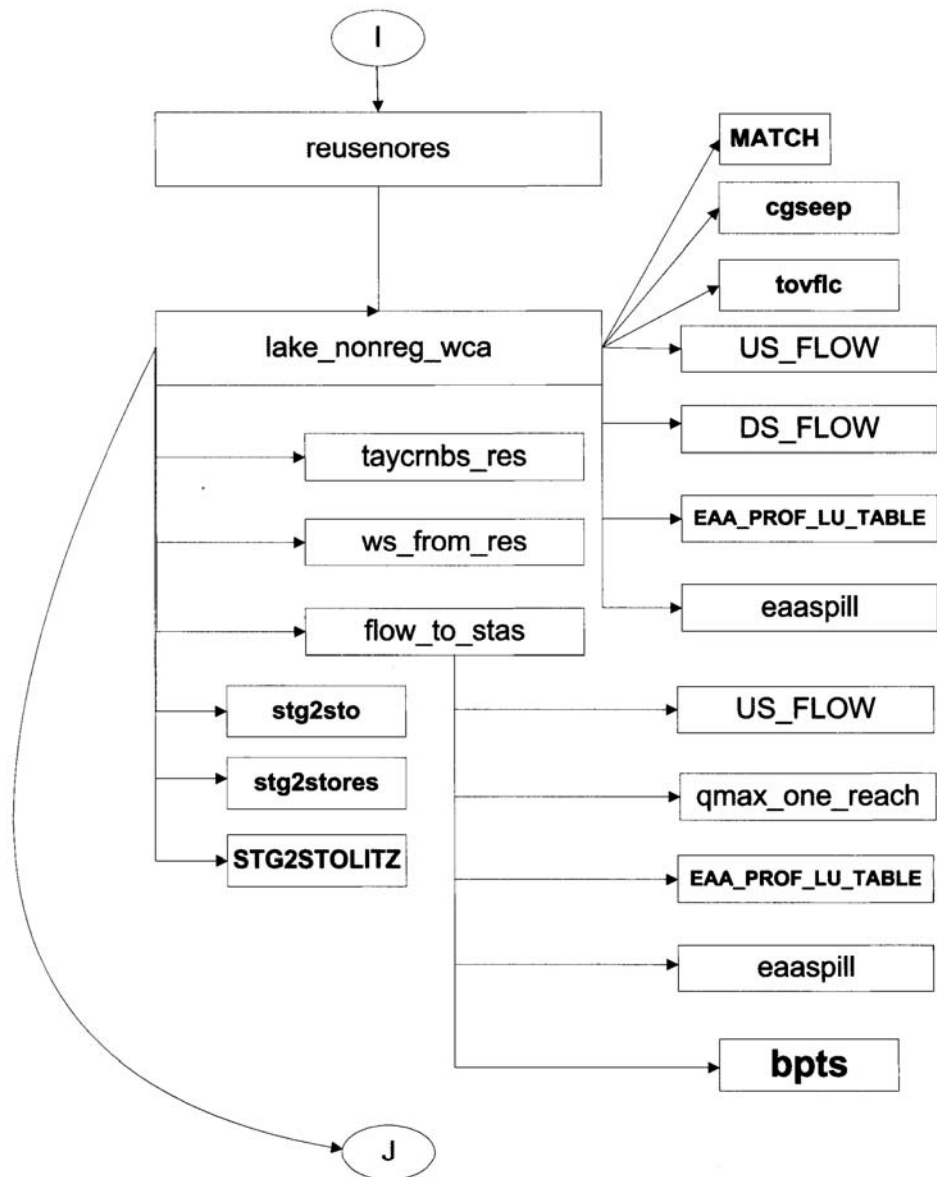 I
reusenores
MATCH
cgseep
tovflc
lake_nonreg_wca
US_FLOW
DS_FLOW
taycrnbs_res
EAA_PROF_LU_TABLE
ws_from_res
eaaspill
flow_to_stas
US_FLOW
stg2sto
stg2stores
qmax_one_reach
STG2STOLITZ
EAA_PROF_LU_TABLE
eaaspill
bpts
J